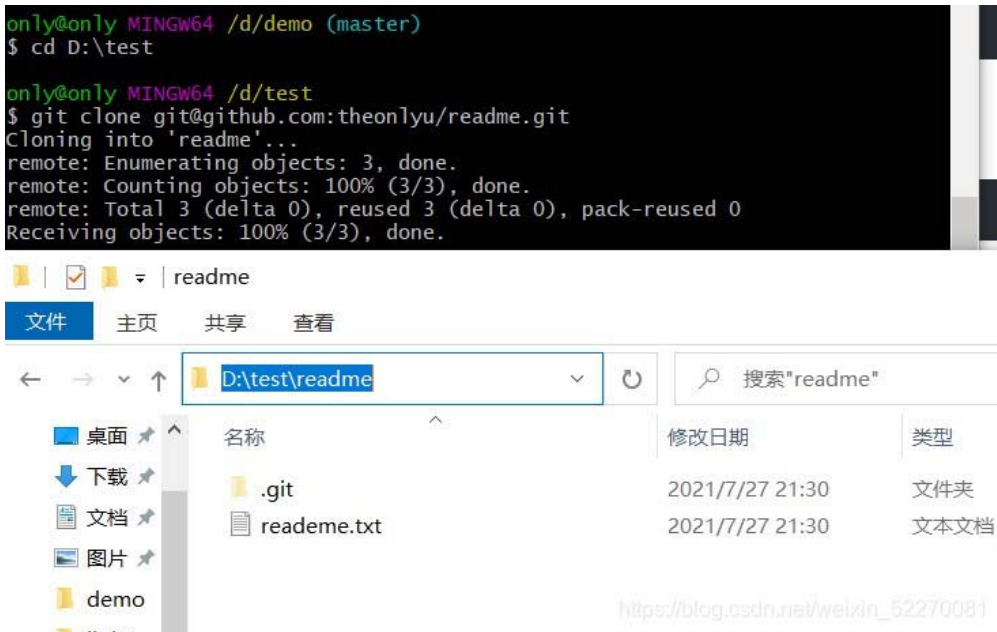 only@only MINGW64 /d/demo (master)
$ cd D:\test
only@only MINGW64 /d/test
$ git clone git@github.com:theonlyu/readme.git
Cloning into 'readme'...
remote: Enumerating objects: 3, done.
remote: Counting objects: 100% (3/3), done.
remote: Total 3 (delta 0), reused 3 (delta 0), pack-reused 0
Receiving objects: 100% (3/3), done.
readme
文件 主页 共享 查看
D:\test\readme 搜索"readme"
桌面 名称 修改日期 类型
下载 .git 2021/7/27 21:30 文件夹
文档 reademe.txt 2021/7/27 21:30 文本文档
图片
demo
https://blog.csdn.net/weixin_52270081